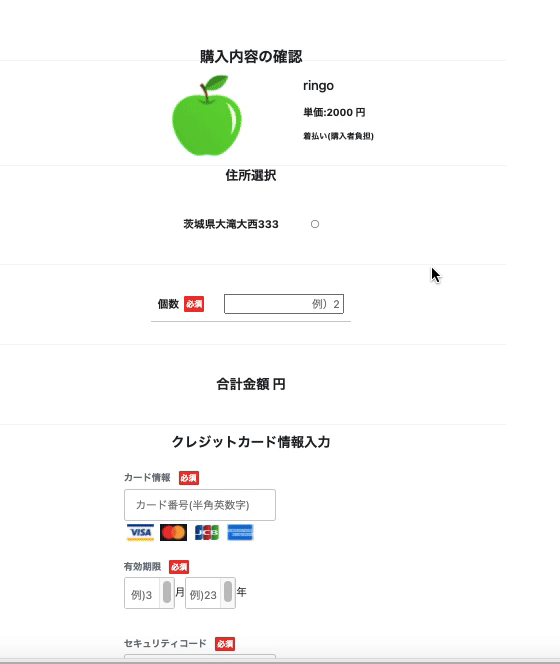 購入内容の確認
ringo
単価:2000 円
着払い(購入者負担)
住所選択
茨城県大滝大西333
個数 必須 例）2
合計金額 円
クレジットカード情報入力
カード情報 必須
カード番号(半角英数字)
VISA MasterCard JCB
有効期限 必須
例)3 月 例)23 年
セキュリティコード 必須